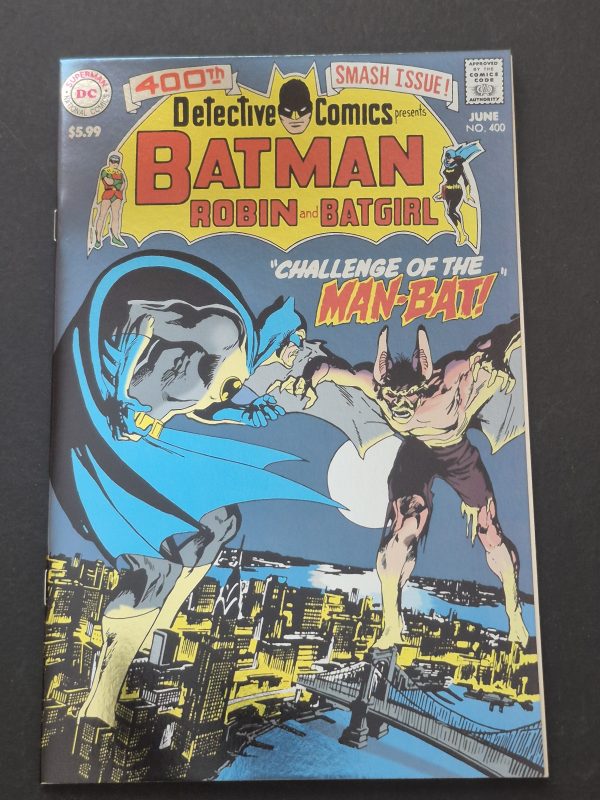 SUPERMAN
DC
NATIONAL COMICS
400TH
SMASH ISSUE!
APPROVED
BY THE
COMICS
CODE
AUTHORITY
$5.99
Detective Comics presents
JUNE
NO. 400
BATMAN
ROBIN and BATGIRL
"CHALLENGE OF THE
MAN-BAT!"